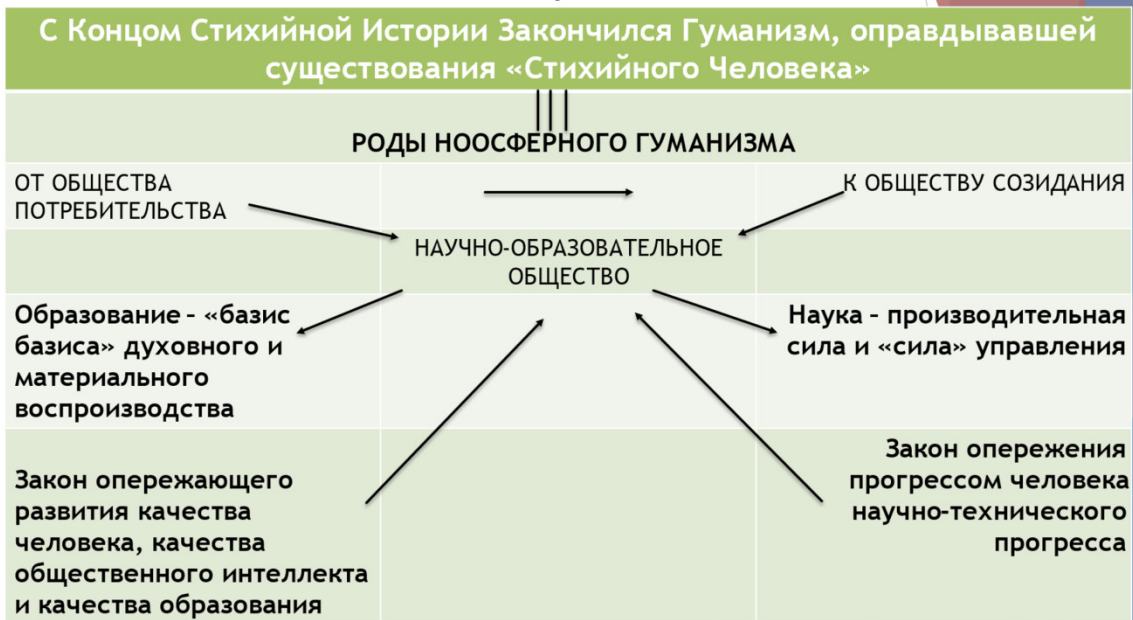 С Концом Стихийной Истории Закончился Гуманизм, оправдывавшей
существования «Стихийного Человека»
РОДЫ НООСФЕРНОГО ГУМАНИЗМА
ОТ ОБЩЕСТВА
ПОТРЕБИТЕЛЬСТВА
К ОБЩЕСТВУ СОЗИДАНИЯ
НАУЧНО-ОБРАЗОВАТЕЛЬНОЕ
ОБЩЕСТВО
Образование – «базис
базиса» духовного и
материального
воспроизводства
Наука – производительная
сила и «сила» управления
Закон опережающего
развития качества
человека, качества
общественного интеллекта
и качества образования
Закон опережения
прогрессом человека
научно-технического
прогресса